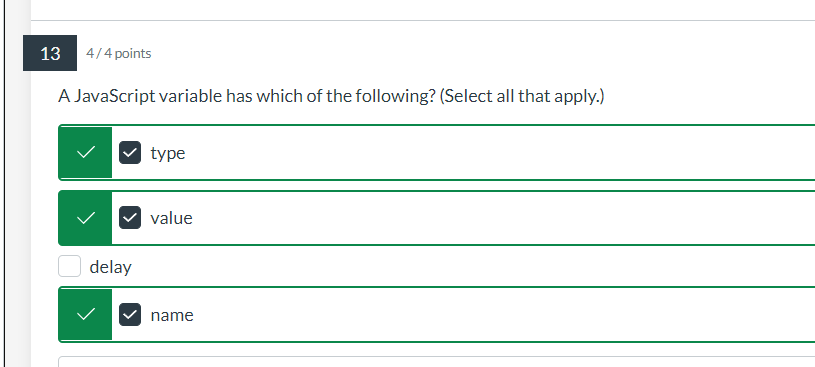 13 4 / 4 points
A JavaScript variable has which of the following? (Select all that apply.)
type
value
delay
name